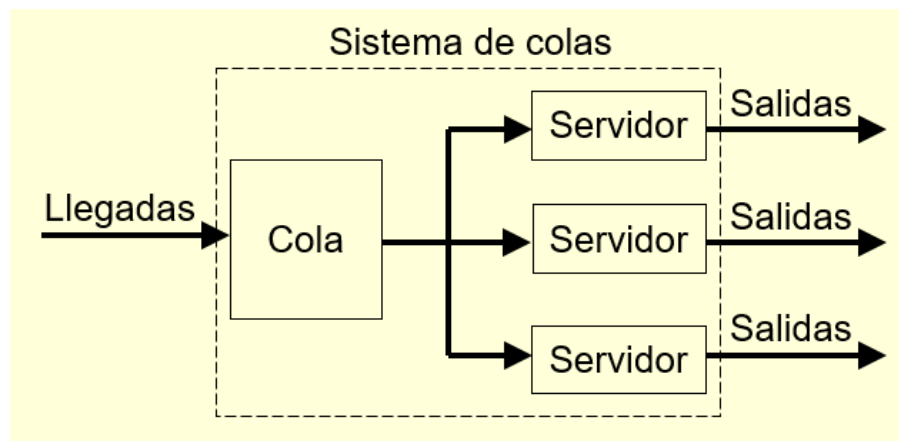 Sistema de colas
Llegadas
Cola
Servidor
Salidas
Servidor
Salidas
Servidor
Salidas